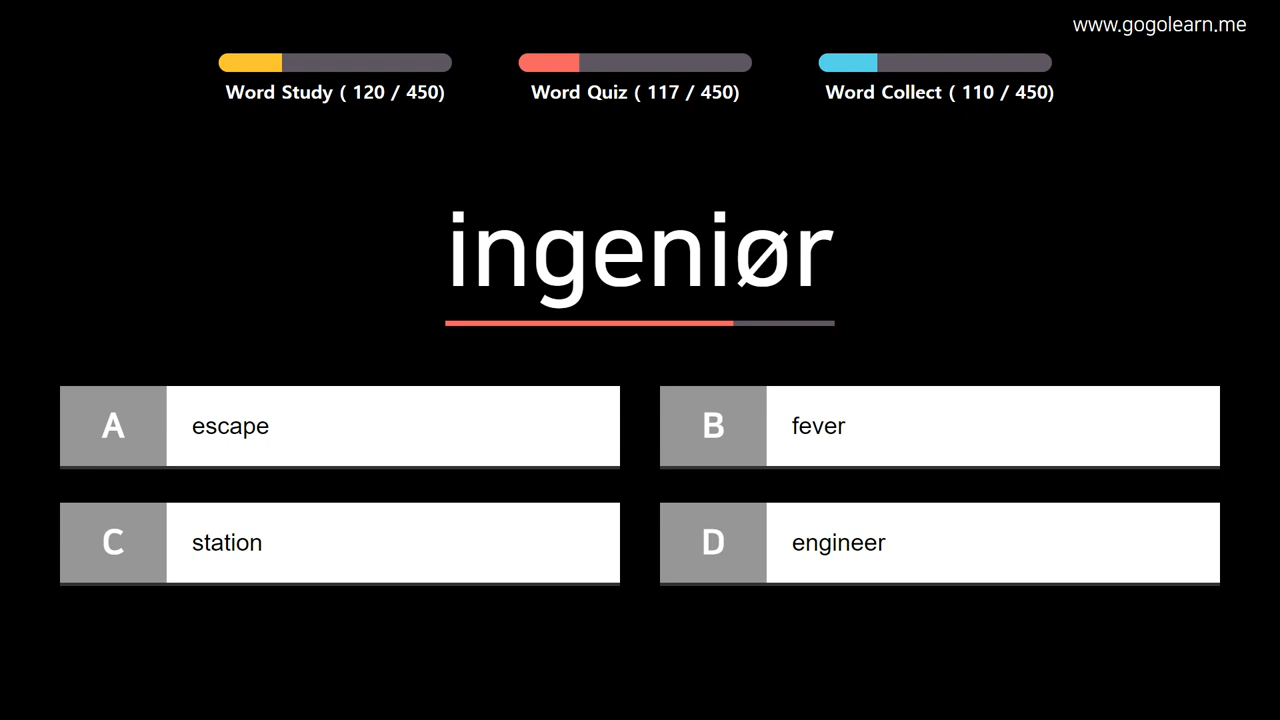 www.gogolearn.me
Word Study ( 120 / 450)
Word Quiz ( 117 / 450)
Word Collect ( 110 / 450)
ingeniør
A escape
B fever
C station
D engineer